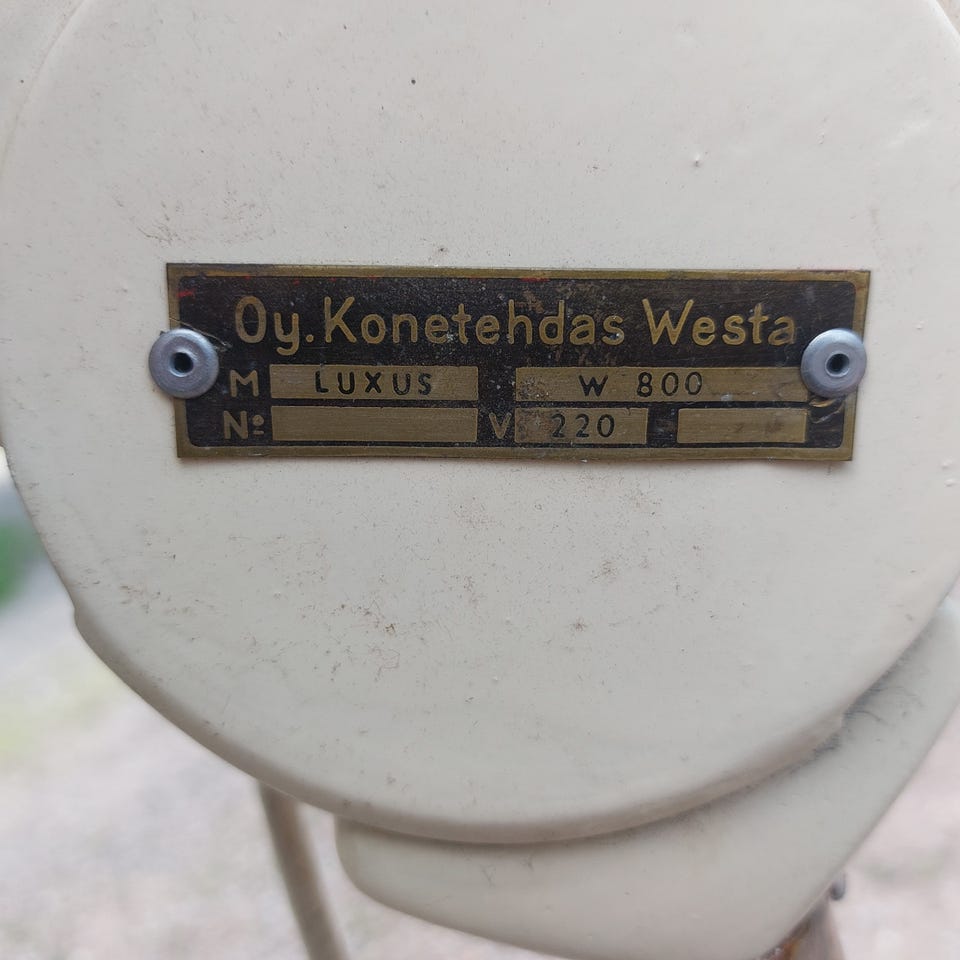 Oy. Konetehdas Westa
M LUXUS W 800
Nº V 220